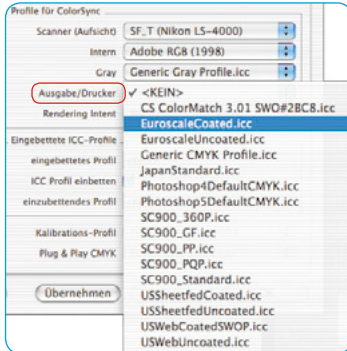 Profile für ColorSync
Scanner (Aufsicht) SF_T (Nikon LS-4000)
Intern Adobe RGB (1998)
Gray Generic Gray Profile.icc
Ausgabe/Drucker ✓ <KEIN>
CS ColorMatch 3.01 SWO#2BC8.icc
Rendering Intent
EuroscaleCoated.icc
EuroscaleUncoated.icc
Eingebettete ICC-Profile
Generic CMYK Profile.icc
eingebettetes Profil
JapanStandard.icc
Photoshop4DefaultCMYK.icc
ICC Profil einbetten
Photoshop5DefaultCMYK.icc
einzubettendes Profil
SC900_360P.icc
SC900_GF.icc
Kalibrations-Profil
SC900_PP.icc
Plug & Play CMYK
SC900_PQP.icc
SC900_Standard.icc
Übernehmen
USSheetfedCoated.icc
USSheetfedUncoated.icc
USWebCoatedSWOP.icc
USWebUncoated.icc